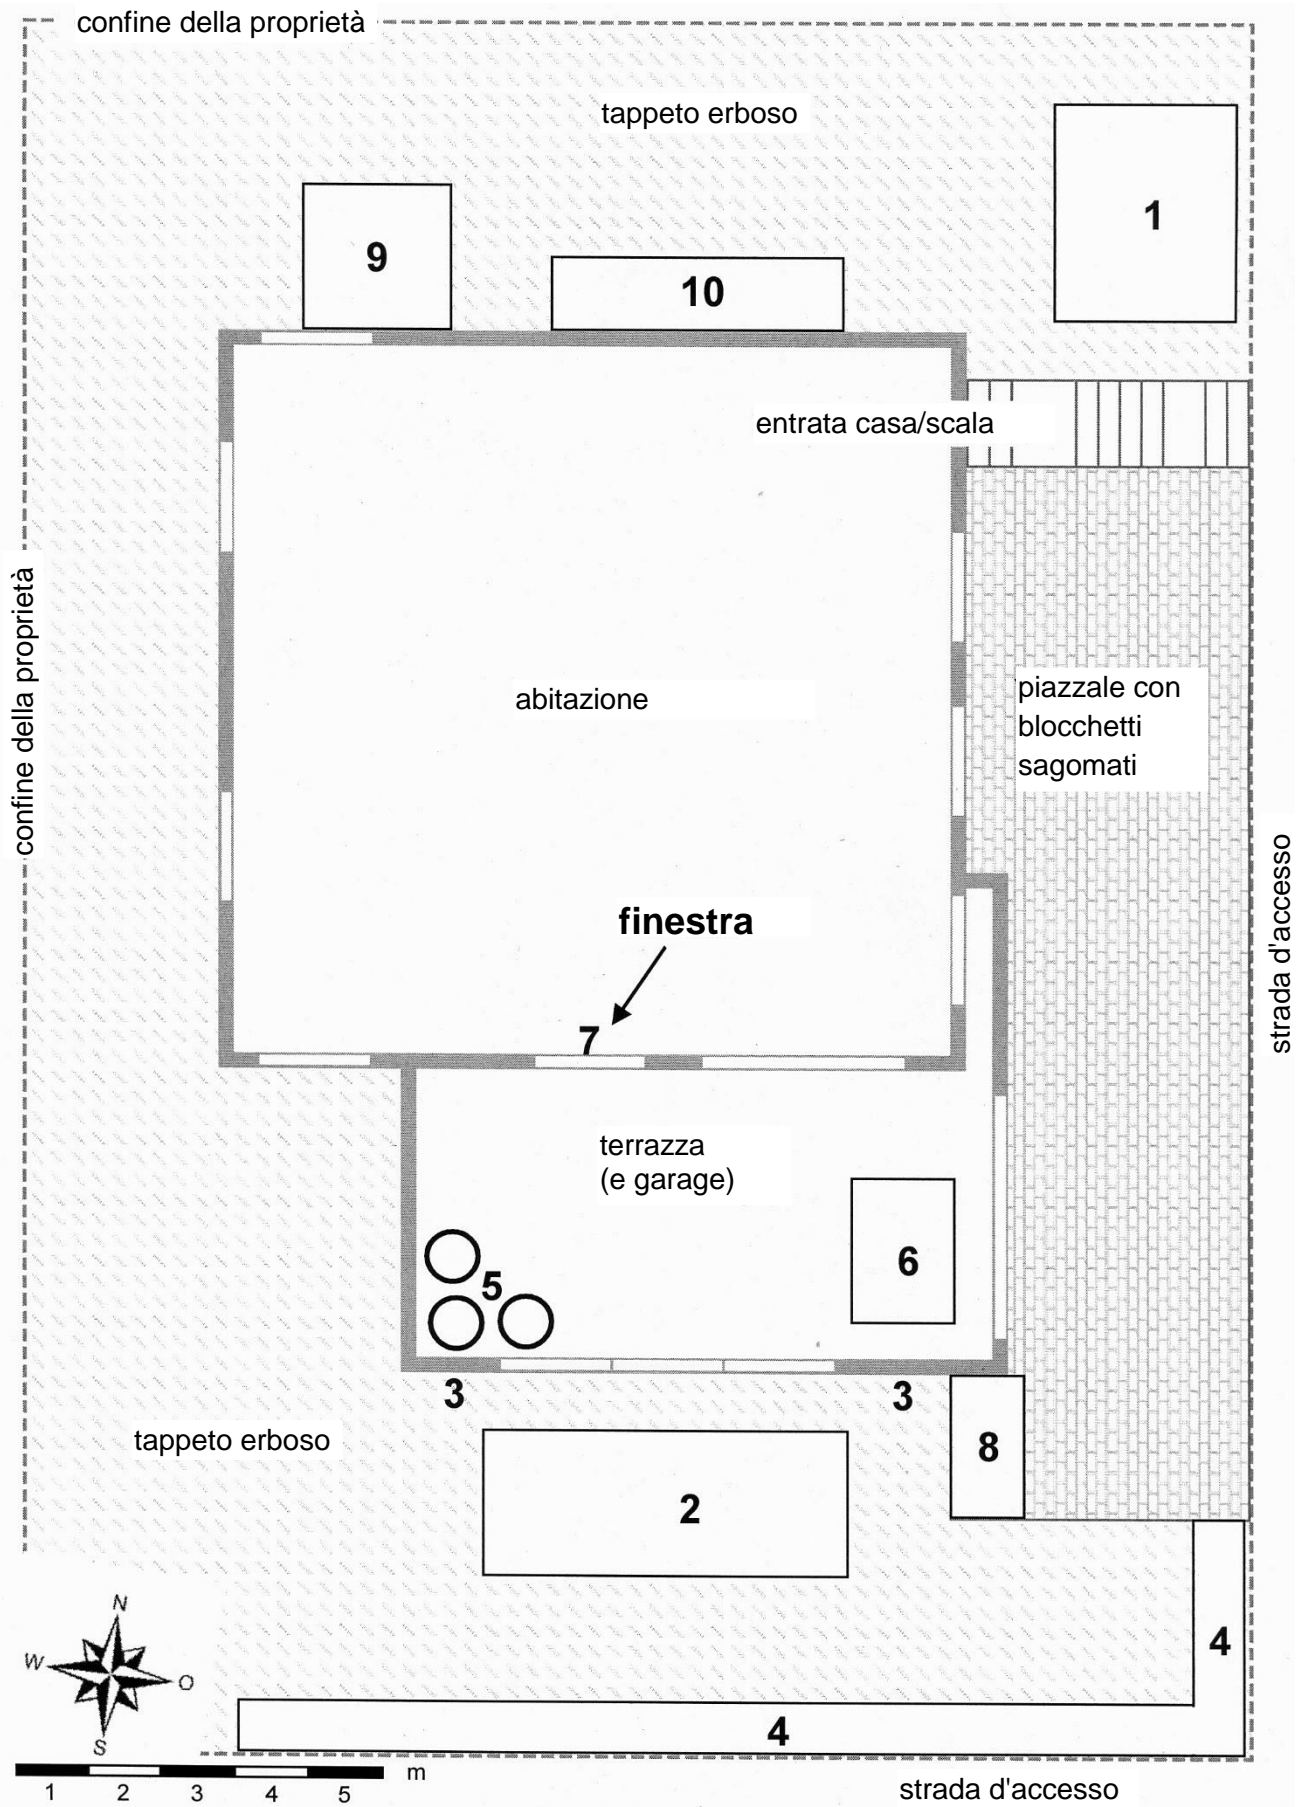 confine della proprietà
tappeto erboso
1
9
10
entrata casa/scala
confine della proprietà
abitazione
piazzale con
blocchetti
sagomati
strada d'accesso
finestra
7
terrazza
(e garage)
5
6
3
3
tappeto erboso
8
2
N
W
O
S
4
4
m
1 2 3 4 5
strada d'accesso